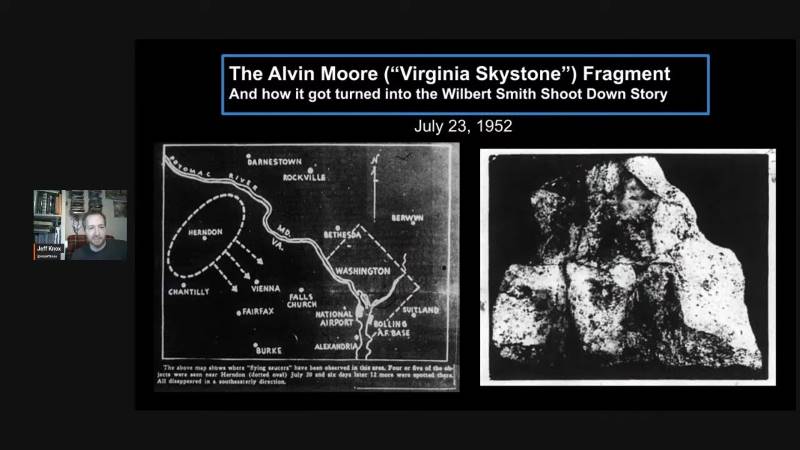 The Alvin Moore (“Virginia Skystone”) Fragment
And how it got turned into the Wilbert Smith Shoot Down Story
July 23, 1952
POTOMAC RIVER
DARNESTOWN
ROCKVILLE
N
BERWYN
HERNDON
MD.
VA.
BETHESDA
WASHINGTON
CHANTILLY
VIENNA
FALLS
CHURCH
NATIONAL
AIRPORT
SUITLAND
FAIRFAX
BOLLING
A.F. BASE
ALEXANDRIA
BURKE
The above map shows where "flying saucers" have been observed in this area. Four or five of the ob-
jects were seen near Herndon (dotted oval) July 20 and six days later 12 more were spotted there.
All disappeared in a southeasterly direction.
Jeff Knox